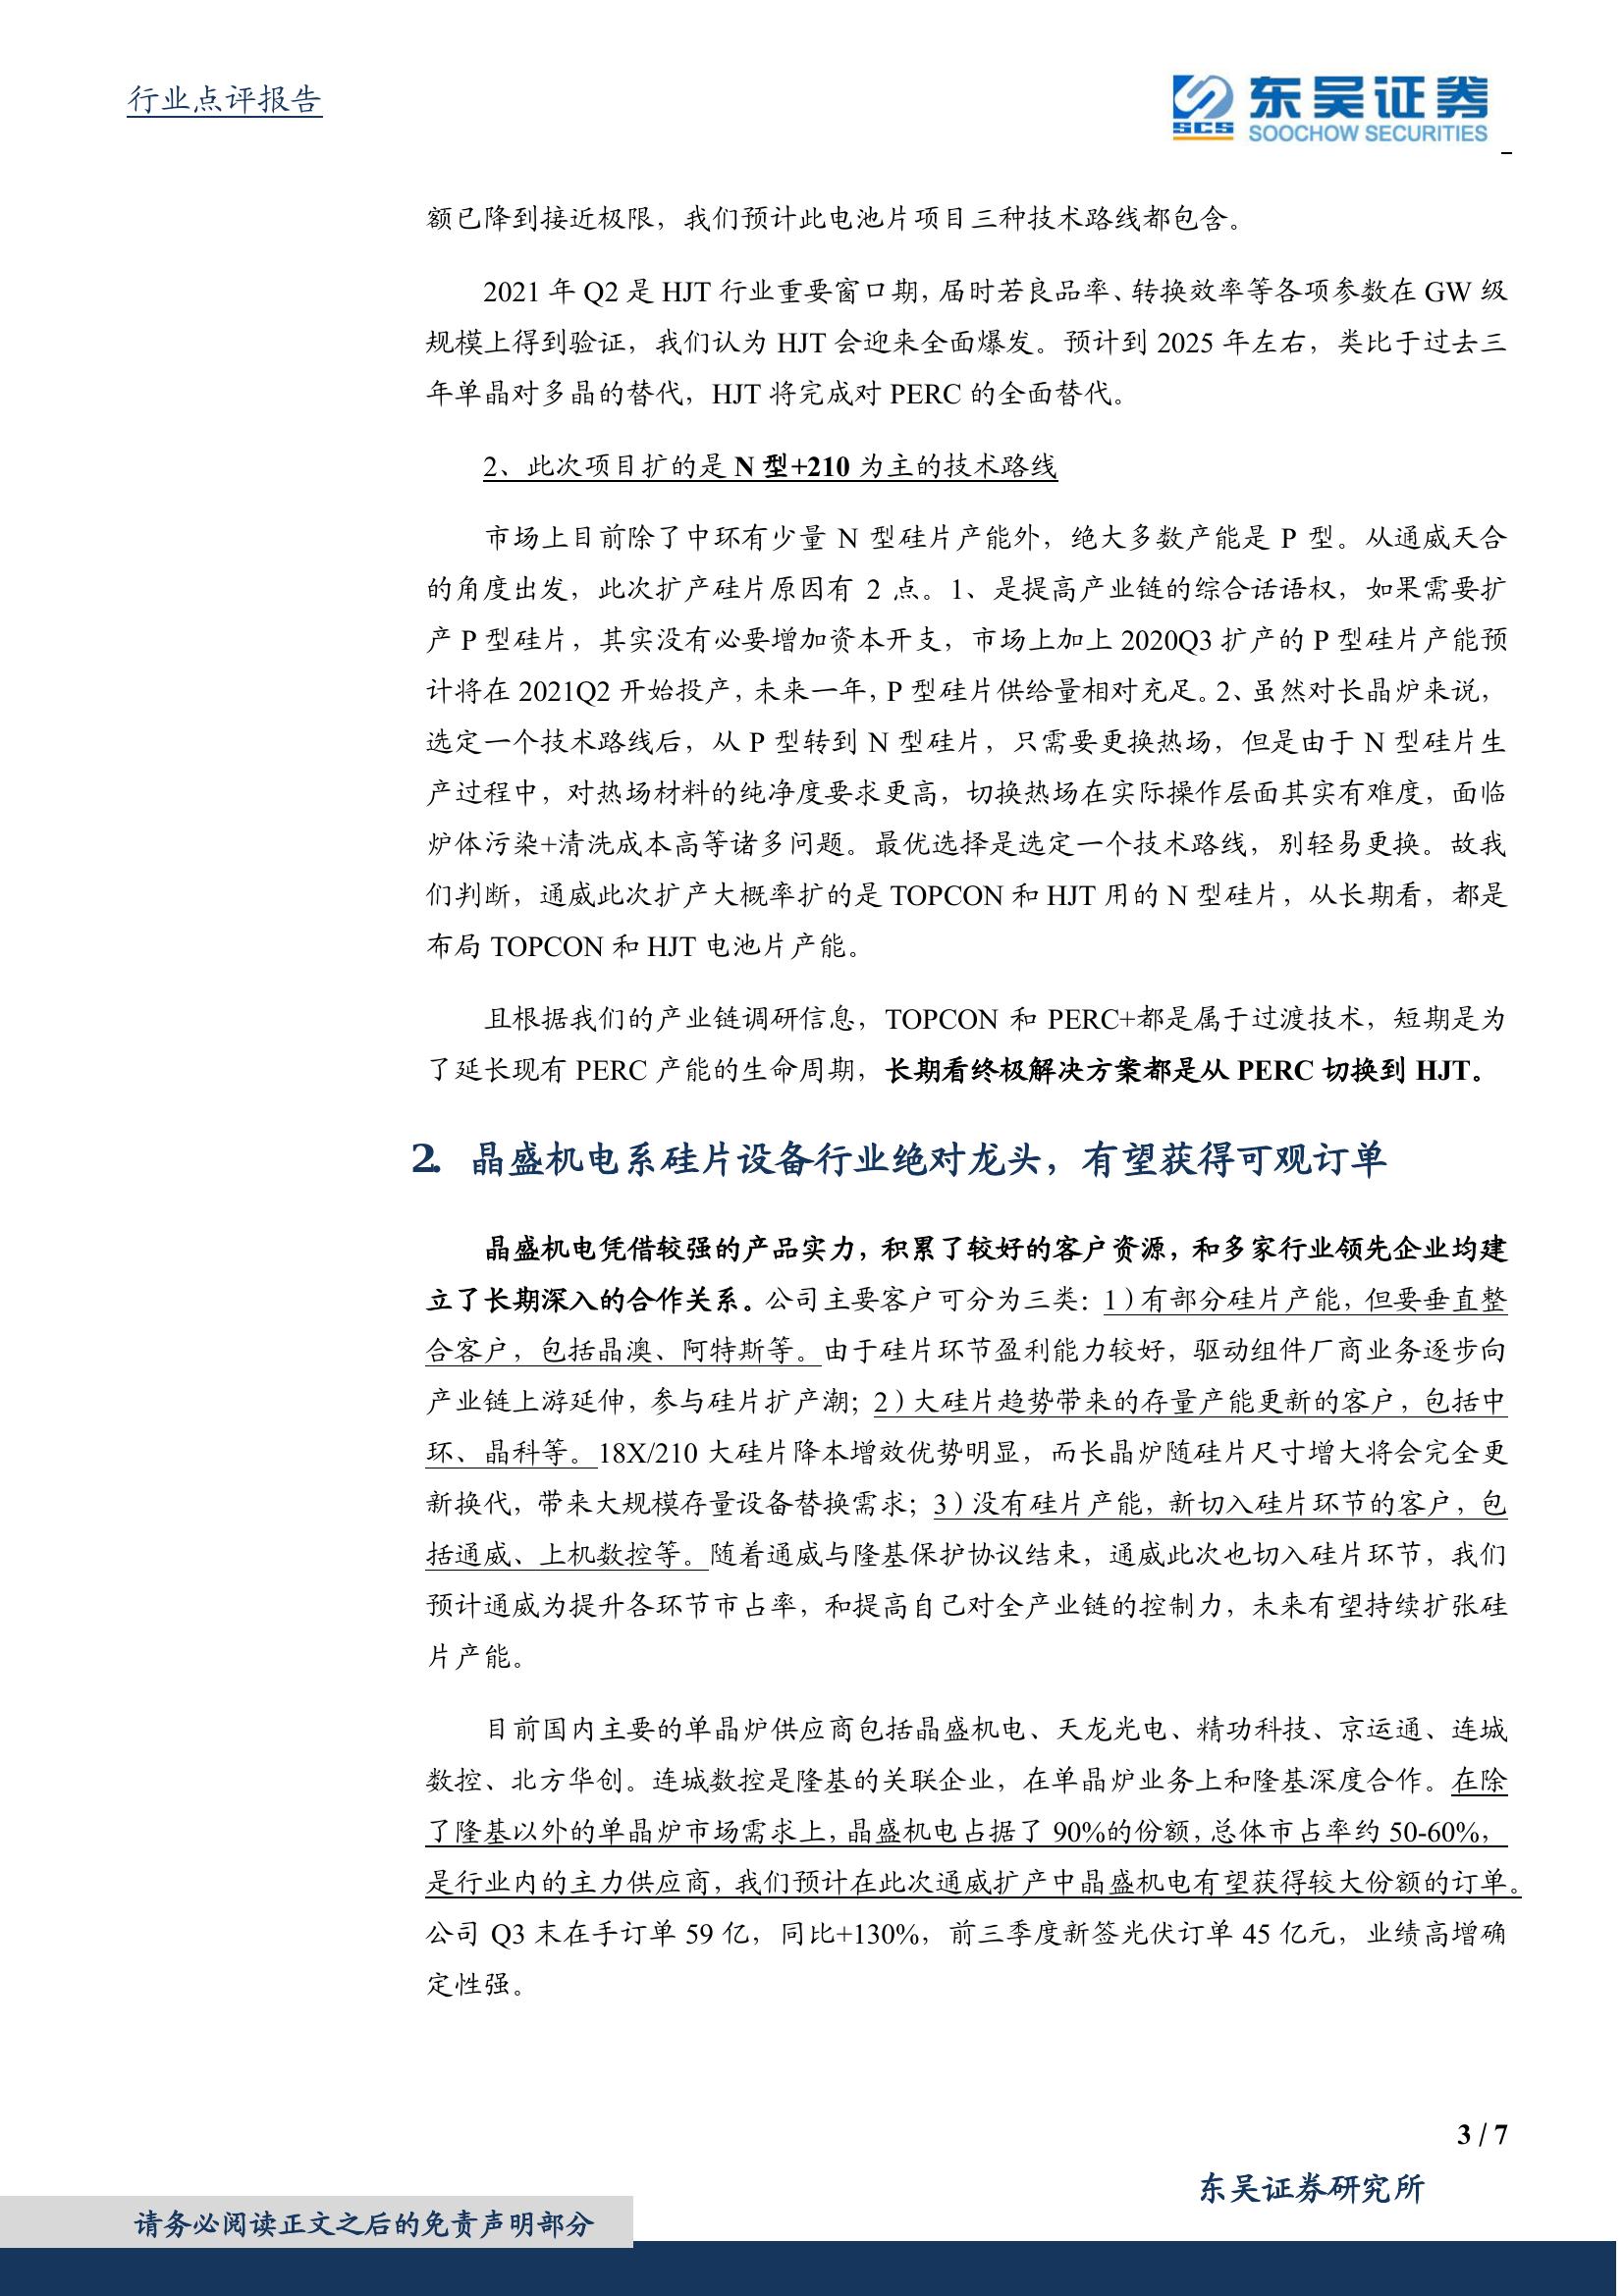 行业点评报告
SCS 东吴证券
SOOCHOW SECURITIES
额已降到接近极限，我们预计此电池片项目三种技术路线都包含。
2021 年 Q2 是 HJT 行业重要窗口期，届时若良品率、转换效率等各项参数在 GW 级
规模上得到验证，我们认为 HJT 会迎来全面爆发。预计到 2025 年左右，类比于过去三
年单晶对多晶的替代，HJT 将完成对 PERC 的全面替代。
2、此次项目扩的是 N 型+210 为主的技术路线
市场上目前除了中环有少量 N 型硅片产能外，绝大多数产能是 P 型。从通威天合
的角度出发，此次扩产硅片原因有 2 点。1、是提高产业链的综合话语权，如果需要扩
产 P 型硅片，其实没有必要增加资本开支，市场上加上 2020Q3 扩产的 P 型硅片产能预
计将在 2021Q2 开始投产，未来一年，P 型硅片供给量相对充足。2、虽然对长晶炉来说，
选定一个技术路线后，从 P 型转到 N 型硅片，只需要更换热场，但是由于 N 型硅片生
产过程中，对热场材料的纯净度要求更高，切换热场在实际操作层面其实有难度，面临
炉体污染+清洗成本高等诸多问题。最优选择是选定一个技术路线，别轻易更换。故我
们判断，通威此次扩产大概率扩的是 TOPCON 和 HJT 用的 N 型硅片，从长期看，都是
布局 TOPCON 和 HJT 电池片产能。
且根据我们的产业链调研信息，TOPCON 和 PERC+都是属于过渡技术，短期是为
了延长现有 PERC 产能的生命周期，长期看终极解决方案都是从 PERC 切换到 HJT。
2. 晶盛机电系硅片设备行业绝对龙头，有望获得可观订单
晶盛机电凭借较强的产品实力，积累了较好的客户资源，和多家行业领先企业均建
立了长期深入的合作关系。公司主要客户可分为三类：1）有部分硅片产能，但要垂直整
合客户，包括晶澳、阿特斯等。由于硅片环节盈利能力较好，驱动组件厂商业务逐步向
产业链上游延伸，参与硅片扩产潮；2）大硅片趋势带来的存量产能更新的客户，包括中
环、晶科等。18X/210 大硅片降本增效优势明显，而长晶炉随硅片尺寸增大将会完全更
新换代，带来大规模存量设备替换需求；3）没有硅片产能，新切入硅片环节的客户，包
括通威、上机数控等。随着通威与隆基保护协议结束，通威此次也切入硅片环节，我们
预计通威为提升各环节市占率，和提高自己对全产业链的控制力，未来有望持续扩张硅
片产能。
目前国内主要的单晶炉供应商包括晶盛机电、天龙光电、精功科技、京运通、连城
数控、北方华创。连城数控是隆基的关联企业，在单晶炉业务上和隆基深度合作。在除
了隆基以外的单晶炉市场需求上，晶盛机电占据了 90%的份额，总体市占率约 50-60%，
是行业内的主力供应商，我们预计在此次通威扩产中晶盛机电有望获得较大份额的订单。
公司 Q3 末在手订单 59 亿，同比+130%，前三季度新签光伏订单 45 亿元，业绩高增确
定性强。
3 / 7
东吴证券研究所
请务必阅读正文之后的免责声明部分